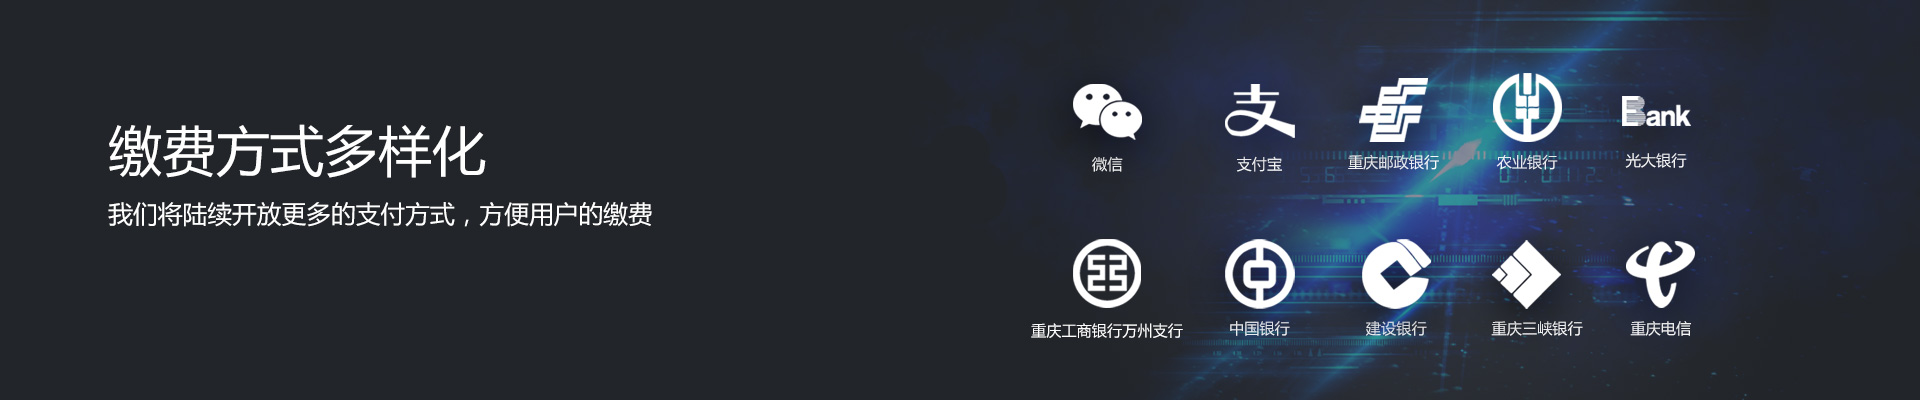 缴费方式多样化
我们将陆续开放更多的支付方式，方便用户的缴费
微信
支付宝
重庆邮政银行
农业银行
Bank
光大银行
重庆工商银行万州支行
中国银行
建设银行
重庆三峡银行
重庆电信